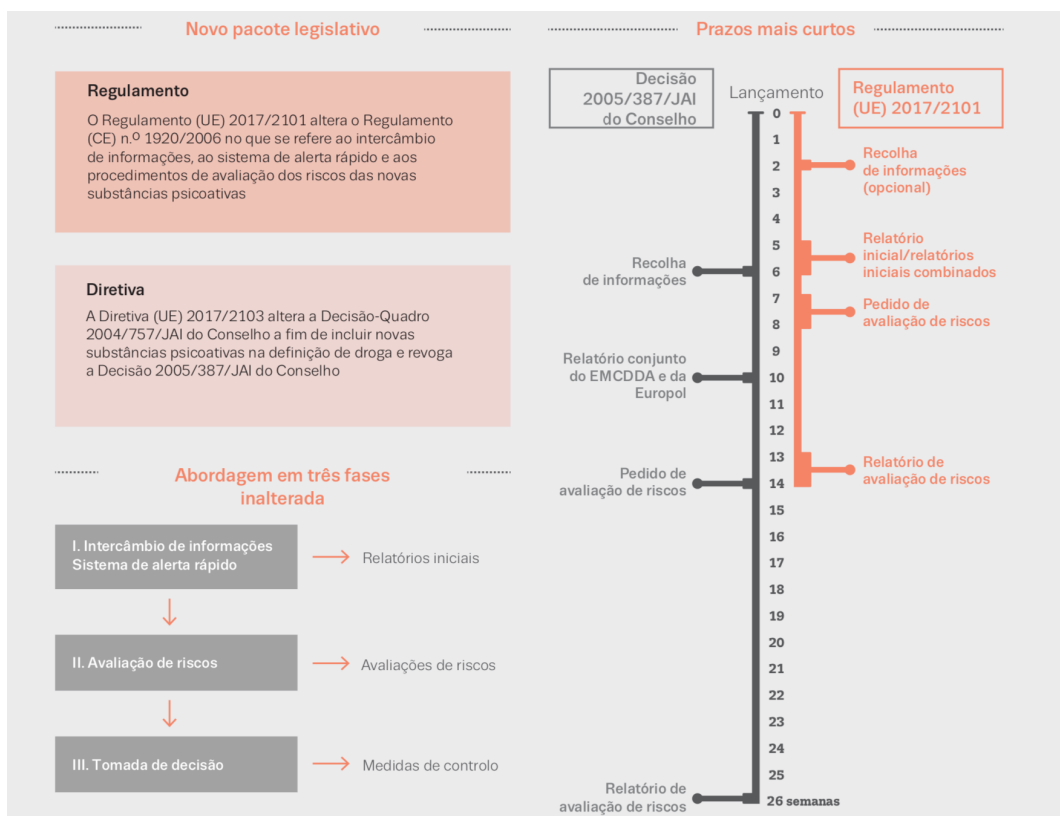 Novo pacote legislativo
Regulamento
O Regulamento (UE) 2017/2101 altera o Regulamento
(CE) n.º 1920/2006 no que se refere ao intercâmbio
de informações, ao sistema de alerta rápido e aos
procedimentos de avaliação dos riscos das novas
substâncias psicoativas
Diretiva
A Diretiva (UE) 2017/2103 altera a Decisão-Quadro
2004/757/JAI do Conselho a fim de incluir novas
substâncias psicoativas na definição de droga e revoga
a Decisão 2005/387/JAI do Conselho
Abordagem em três fases
inalterada
I. Intercâmbio de informações
Sistema de alerta rápido
Relatórios iniciais
II. Avaliação de riscos
Avaliações de riscos
III. Tomada de decisão
Medidas de controlo
Prazos mais curtos
Decisão
2005/387/JAI
do Conselho
Lançamento
Regulamento
(UE) 2017/2101
0
1
2
3
4
5
6
7
8
9
10
11
12
13
14
15
16
17
18
19
20
21
22
23
24
25
26 semanas
Recolha
de informações
Relatório conjunto
do EMCDDA e da
Europol
Pedido de
avaliação de riscos
Relatório de
avaliação de riscos
Recolha
de informações
(opcional)
Relatório
inicial/relatórios
iniciais combinados
Pedido de
avaliação de riscos
Relatório de
avaliação de riscos